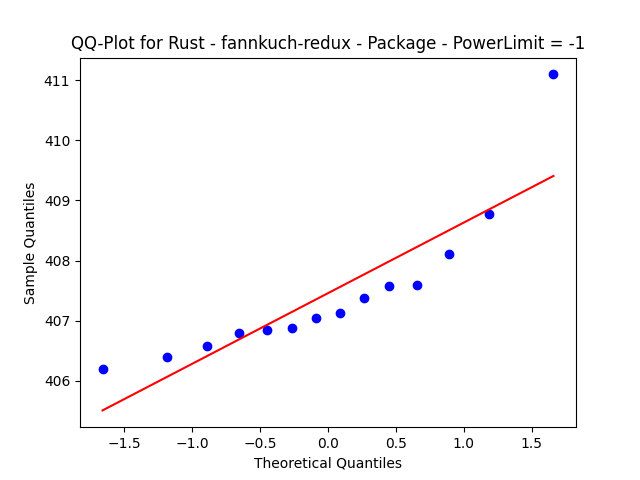 QQ-Plot for Rust - fannkuch-redux - Package - PowerLimit = -1
411
410
409
408
407
406
Sample Quantiles
−1.5 −1.0 −0.5 0.0 0.5 1.0 1.5
Theoretical Quantiles